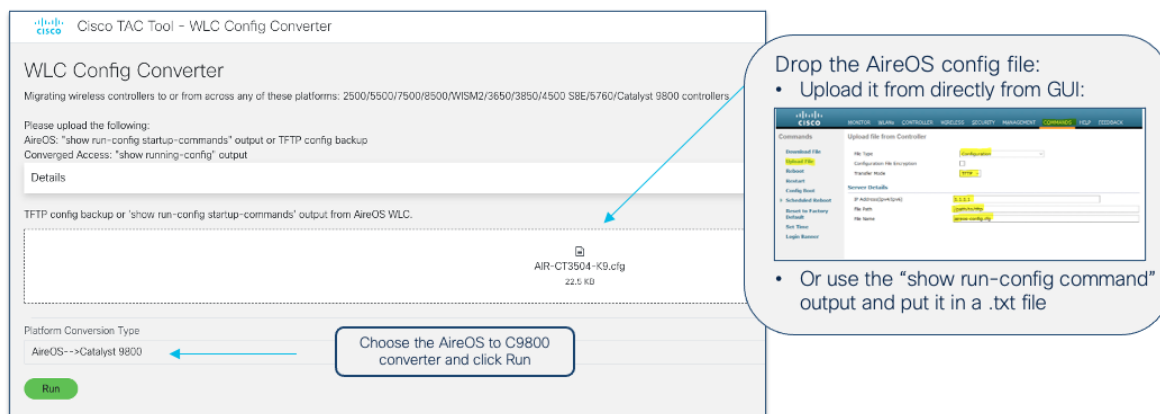 CISCO
Cisco TAC Tool - WLC Config Converter
WLC Config Converter
Migrating wireless controllers to or from across any of these platforms: 2500/5500/7500/8500/WISM2/3650/3850/4500 S8E/5760/Catalyst 9800 controllers
Please upload the following:
AireOS: "show run-config startup-commands" output or TFTP config backup
Converged Access: "show running-config" output
Details
TFTP config backup or 'show run-config startup-commands' output from AireOS WLC.
AIR-CT3504-K9.cfg
22.5 KB
Platform Conversion Type
AireOS-->Catalyst 9800
Choose the AireOS to C9800
converter and click Run
Run
Drop the AireOS config file:
• Upload it from directly from GUI:
CISCO
MONITOR WLANs CONTROLLER WIRELESS SECURITY MANAGEMENT COMMANDS HELP FEEDBACK
Commands
Upload file from Controller
Download File
Upload File
Reboot
Restart
Config Boot
Scheduled Reboot
Reset to Factory
Default
Set Time
Login Banner
File Type
Configuration
Configuration File Encryption
Transfer Mode
TFTP
Server Details
IP Address(Ipv4/Ipv6)
File Path
File Name
• Or use the “show run-config command”
output and put it in a .txt file